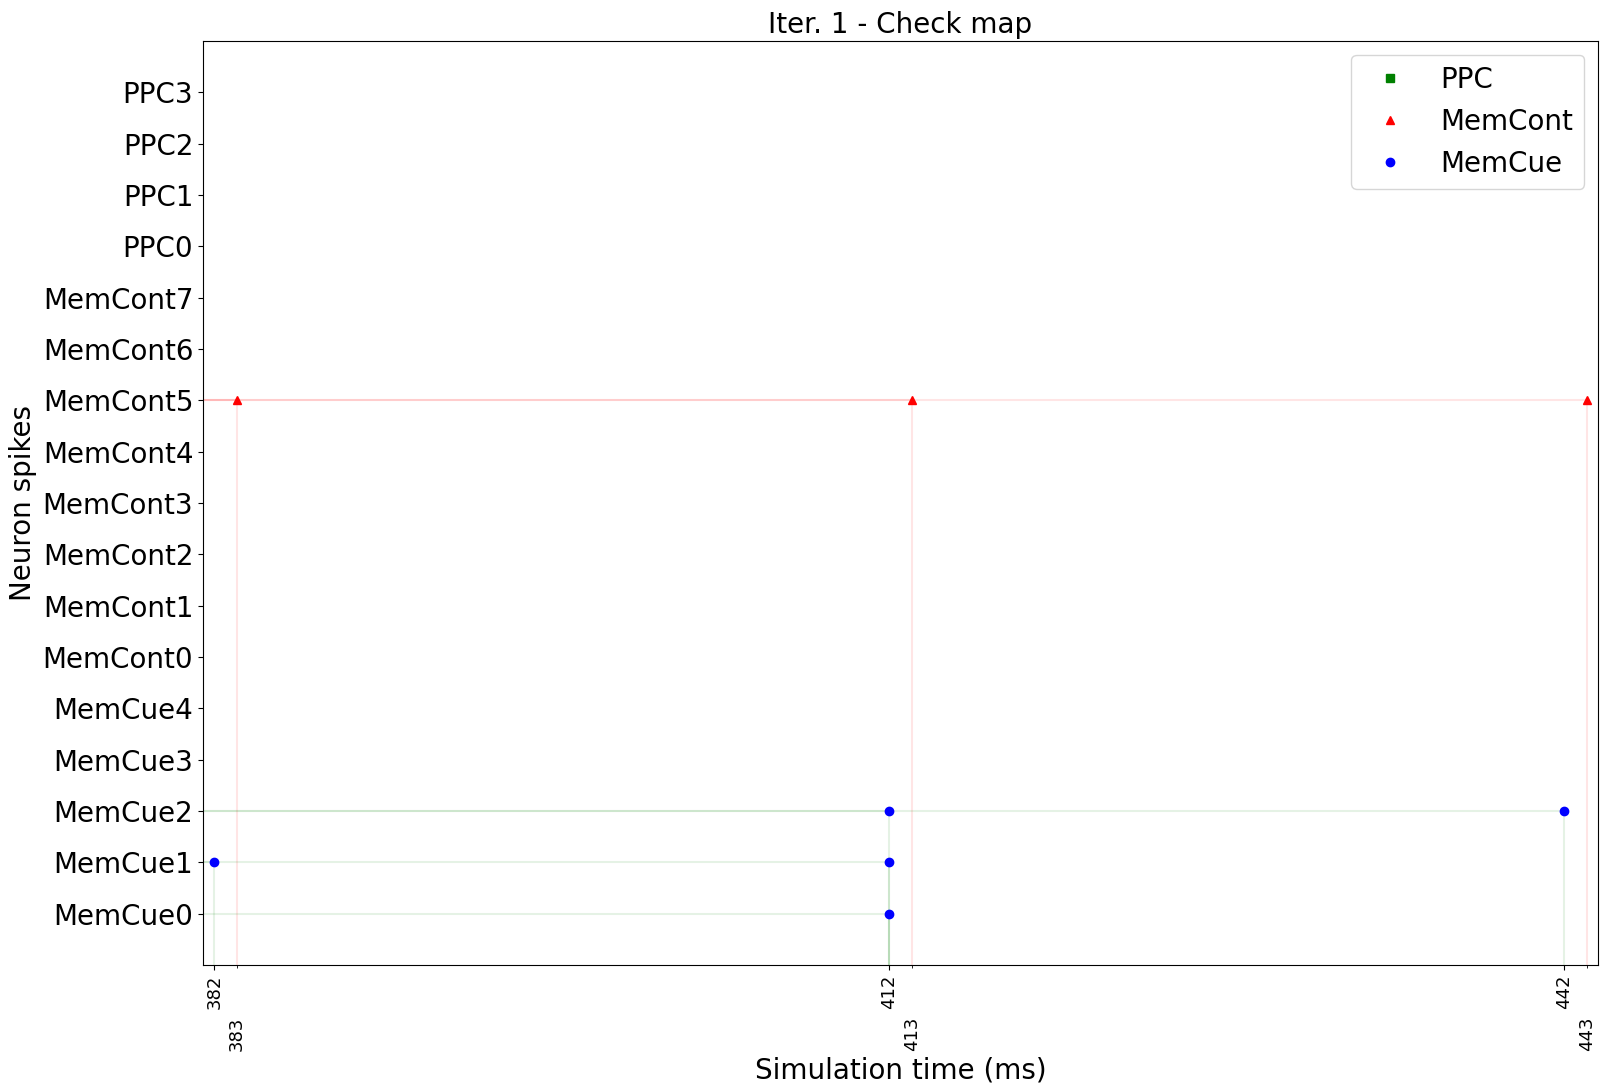 Iter. 1 - Check map
PPC
MemCont
MemCue
Neuron spikes
PPC3
PPC2
PPC1
PPC0
MemCont7
MemCont6
MemCont5
MemCont4
MemCont3
MemCont2
MemCont1
MemCont0
MemCue4
MemCue3
MemCue2
MemCue1
MemCue0
382
383
412
413
442
443
Simulation time (ms)